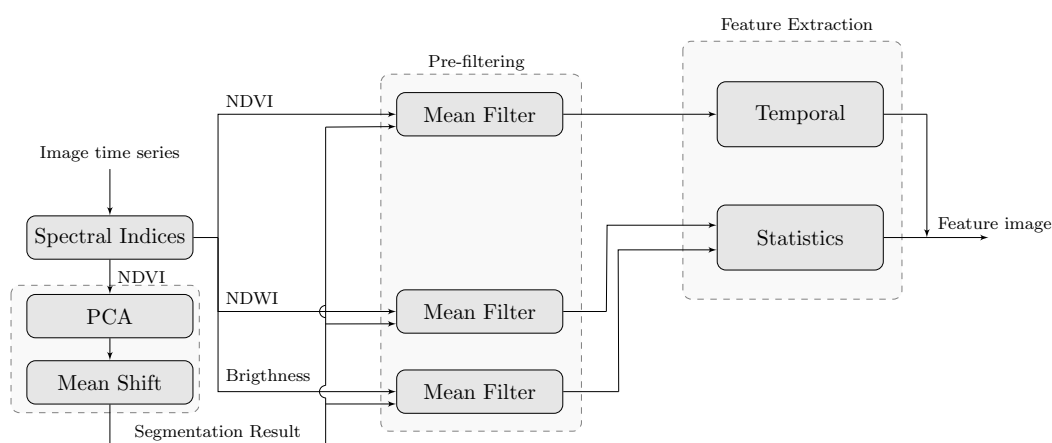 Feature Extraction
Pre-filtering
NDVI
Mean Filter
Temporal
Image time series
Spectral Indices
Statistics
Feature image
NDVI
NDWI
PCA
Mean Filter
Mean Shift
Brigthness
Mean Filter
Segmentation Result